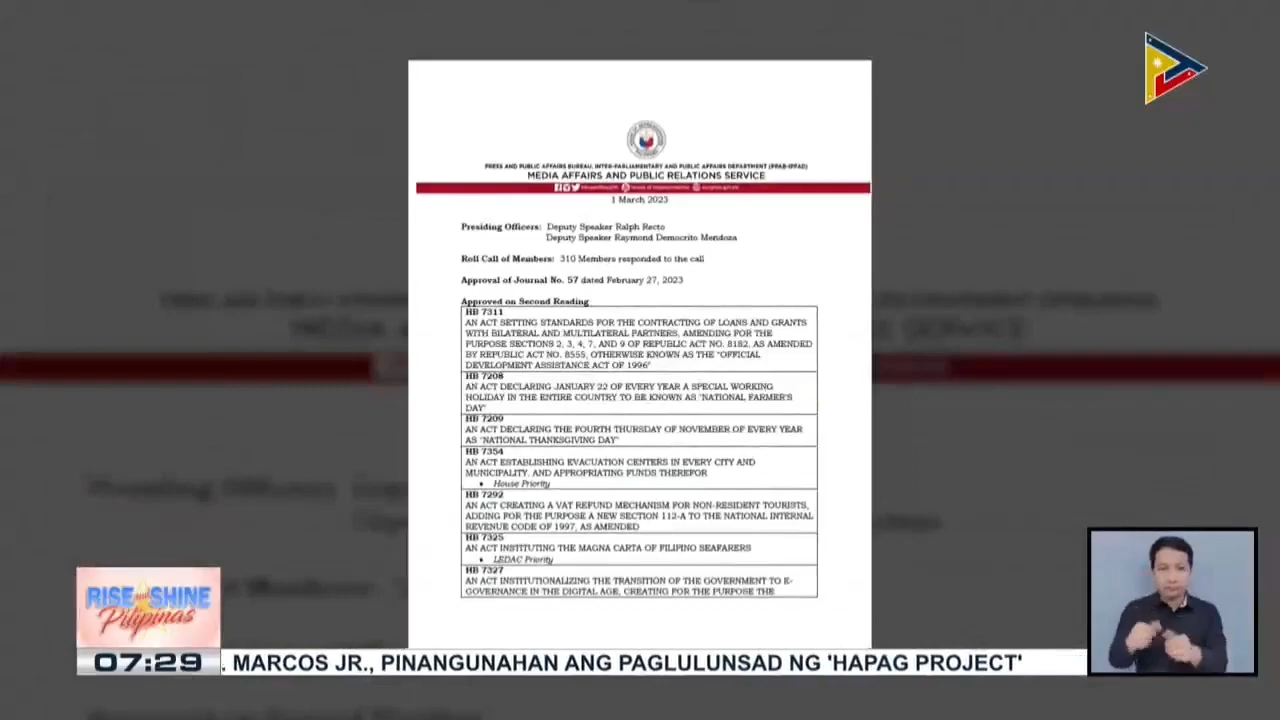 PRESS AND PUBLIC AFFAIRS BUREAU, INTER-PARLIAMENTARY AND PUBLIC AFFAIRS DEPARTMENT (PPAB-IPPAD)
MEDIA AFFAIRS AND PUBLIC RELATIONS SERVICE
1 March 2023
Presiding Officers: Deputy Speaker Ralph Recto
Deputy Speaker Raymond Democrito Mendoza
Roll Call of Members: 310 Members responded to the call
Approval of Journal No. 57 dated February 27, 2023
Approved on Second Reading
HB 7311
AN ACT SETTING STANDARDS FOR THE CONTRACTING OF LOANS AND GRANTS
WITH BILATERAL AND MULTILATERAL PARTNERS, AMENDING FOR THE
PURPOSE SECTIONS 2, 3, 4, 7, AND 9 OF REPUBLIC ACT NO. 8182, AS AMENDED
BY REPUBLIC ACT NO. 8555, OTHERWISE KNOWN AS THE "OFFICIAL
DEVELOPMENT ASSISTANCE ACT OF 1996"
HB 7208
AN ACT DECLARING JANUARY 22 OF EVERY YEAR A SPECIAL WORKING
HOLIDAY IN THE ENTIRE COUNTRY TO BE KNOWN AS "NATIONAL FARMER'S
DAY"
HB 7209
AN ACT DECLARING THE FOURTH THURSDAY OF NOVEMBER OF EVERY YEAR
AS "NATIONAL THANKSGIVING DAY"
HB 7354
AN ACT ESTABLISHING EVACUATION CENTERS IN EVERY CITY AND
MUNICIPALITY, AND APPROPRIATING FUNDS THEREFOR
• House Priority
HB 7292
AN ACT CREATING A VAT REFUND MECHANISM FOR NON-RESIDENT TOURISTS,
ADDING FOR THE PURPOSE A NEW SECTION 112-A TO THE NATIONAL INTERNAL
REVENUE CODE OF 1997, AS AMENDED
HB 7325
AN ACT INSTITUTING THE MAGNA CARTA OF FILIPINO SEAFARERS
• LEDAC Priority
HB 7327
AN ACT INSTITUTIONALIZING THE TRANSITION OF THE GOVERNMENT TO E-
GOVERNANCE IN THE DIGITAL AGE, CREATING FOR THE PURPOSE THE
RISE and SHINE
Pilipinas
07:29 . MARCOS JR., PINANGUNAHAN ANG PAGLULUNSAD NG 'HAPAG PROJECT'